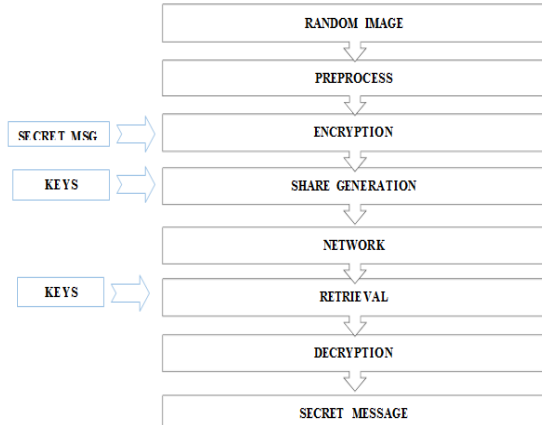 RANDOM IMAGE
PREPROCESS
SECRET MSG
ENCRYPTION
KEYS
SHARE GENERATION
NETWORK
KEYS
RETRIEVAL
DECRYPTION
SECRET MESSAGE